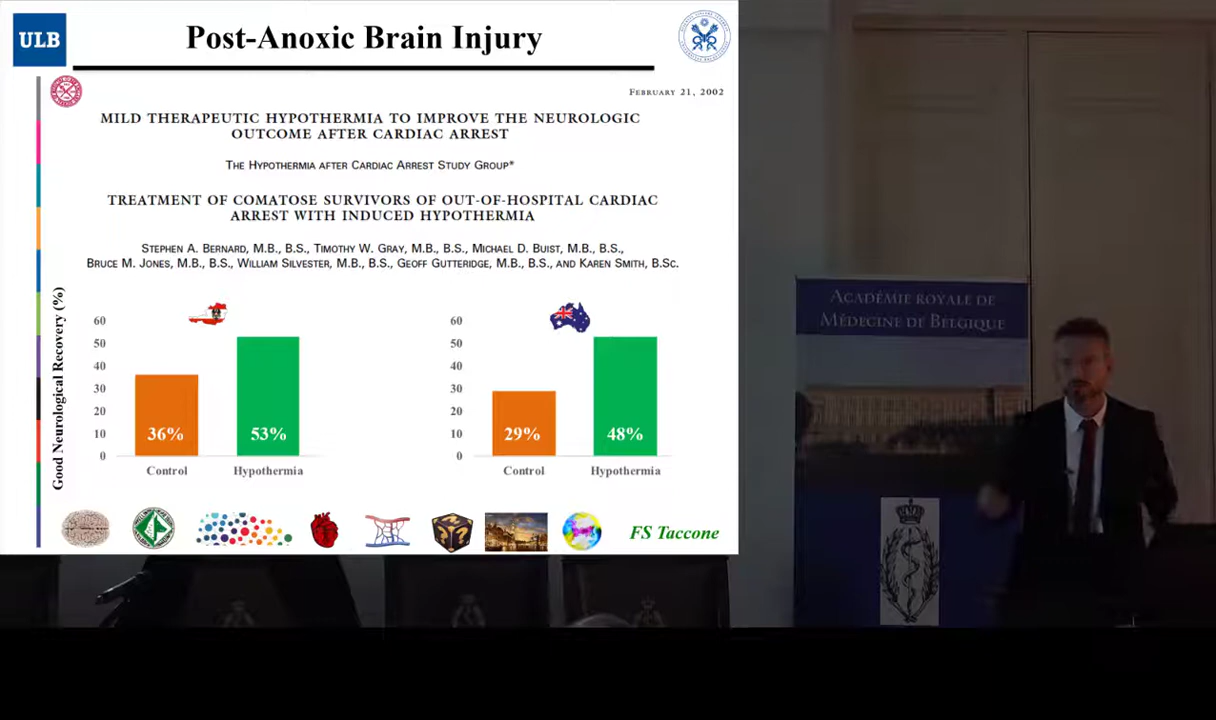 ULB
Post-Anoxic Brain Injury
FEBRUARY 21, 2002
MILD THERAPEUTIC HYPOTHERMIA TO IMPROVE THE NEUROLOGIC
OUTCOME AFTER CARDIAC ARREST
THE HYPOTHERMIA AFTER CARDIAC ARREST STUDY GROUP*
TREATMENT OF COMATOSE SURVIVORS OF OUT-OF-HOSPITAL CARDIAC
ARREST WITH INDUCED HYPOTHERMIA
STEPHEN A. BERNARD, M.B., B.S., TIMOTHY W. GRAY, M.B., B.S., MICHAEL D. BUIST, M.B., B.S.,
BRUCE M. JONES, M.B., B.S., WILLIAM SILVESTER, M.B., B.S., GEOFF GUTTERIDGE, M.B., B.S., AND KAREN SMITH, B.SC.
Good Neurological Recovery (%)
60
50
40
30
20
10
0
36%
53%
Control
Hypothermia
60
50
40
30
20
10
0
29%
48%
Control
Hypothermia
FS Taccone
ACADÉMIE ROYALE DE
MÉDECINE DE BELGIQUE